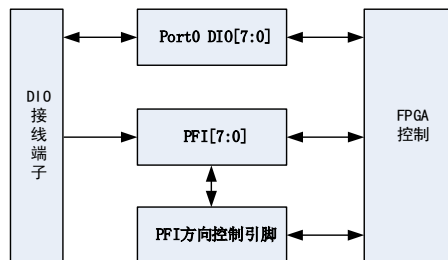 Port0 DIO[7:0]
DIO
接
线
端
子
PFI[7:0]
FPGA
控制
PFI方向控制引脚